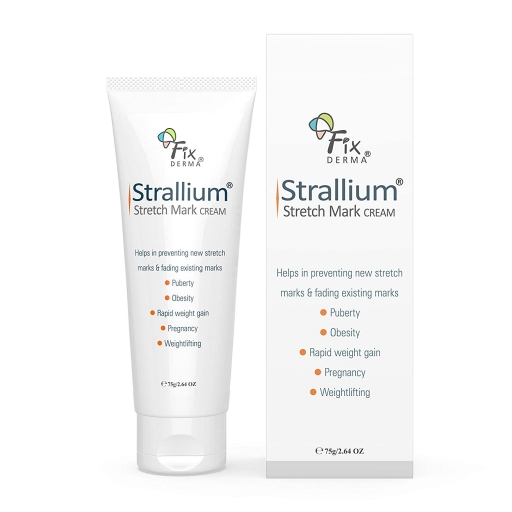 Fix
DERMA®
Strallium®
Stretch Mark CREAM
Helps in preventing new stretch
marks & fading existing marks
Puberty
Obesity
Rapid weight gain
Pregnancy
Weightlifting
℮ 75g/2.64 OZ
Fix
DERMA®
Strallium®
Stretch Mark CREAM
Helps in preventing new stretch
marks & fading existing marks
Puberty
Obesity
Rapid weight gain
Pregnancy
Weightlifting
℮ 75g/2.64 OZ